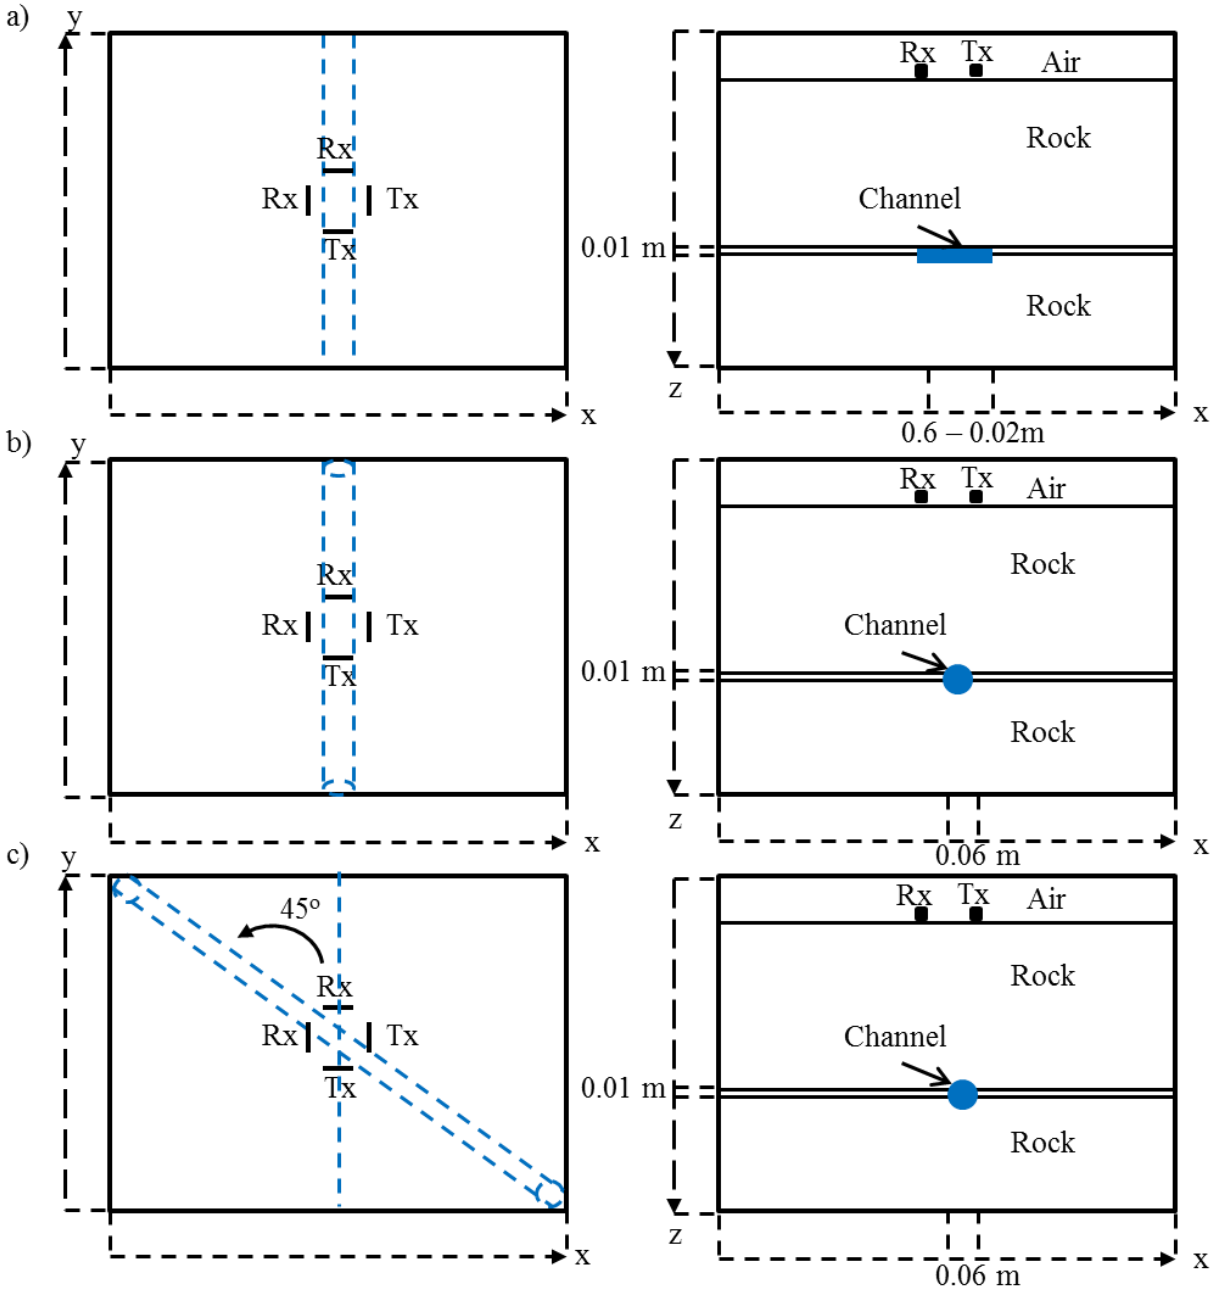 a)
y
Rx
Rx
Tx
Tx
x
Rx
Tx
Air
Rock
Channel
0.01 m
Rock
z
x
0.6 – 0.02m
b)
y
Rx
Rx
Tx
Tx
x
Rx
Tx
Air
Rock
Channel
0.01 m
Rock
z
x
0.06 m
c)
y
45º
Rx
Rx
Tx
Tx
x
Rx
Tx
Air
Rock
Channel
0.01 m
Rock
z
x
0.06 m